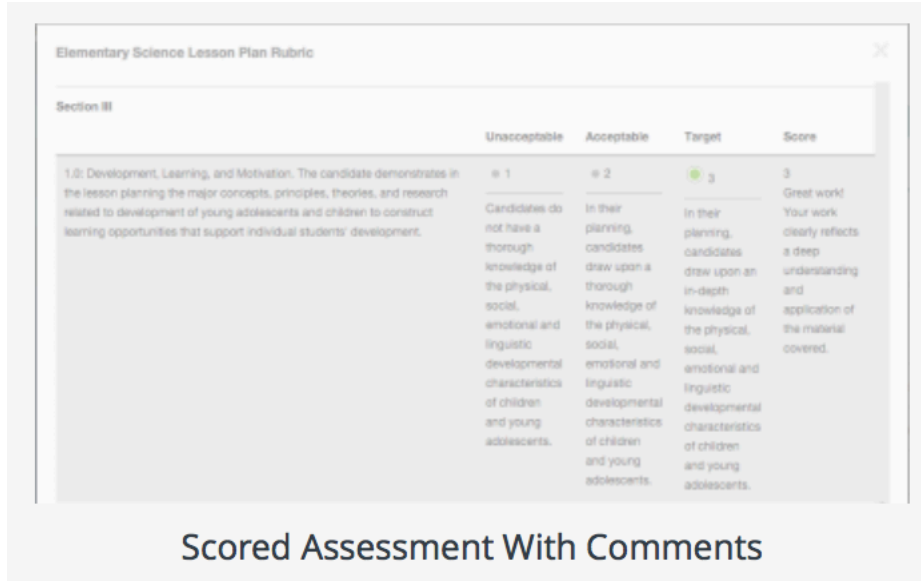 Elementary Science Lesson Plan Rubric
Section III
Unacceptable Acceptable Target Score
1.0: Development, Learning, and Motivation. The candidate demonstrates in
the lesson planning the major concepts, principles, theories, and research
related to development of young adolescents and children to construct
learning opportunities that support individual students' development.
1
Candidates do
not have a
thorough
knowledge of
the physical,
social,
emotional and
linguistic
developmental
characteristics
of children
and young
adolescents.
2
In their
planning,
candidates
draw upon a
thorough
knowledge of
the physical,
social,
emotional and
linguistic
developmental
characteristics
of children
and young
adolescents.
3
In their
planning,
candidates
draw upon an
in-depth
knowledge of
the physical,
social,
emotional and
linguistic
developmental
characteristics
of children
and young
adolescents.
3
Great work!
Your work
clearly reflects
a deep
understanding
and
application of
the material
covered.
Scored Assessment With Comments